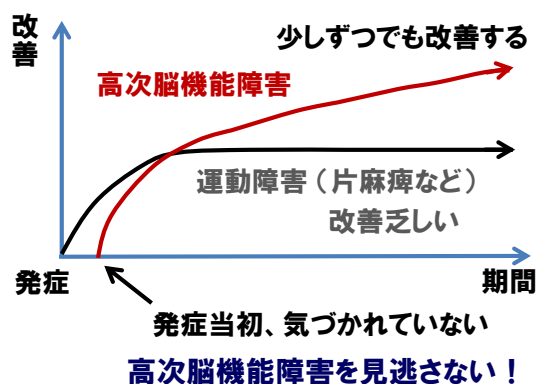 改善
少しずつでも改善する
高次脳機能障害
運動障害（片麻痺など）
改善乏しい
発症
期間
発症当初、気づかれていない
高次脳機能障害を見逃さない！